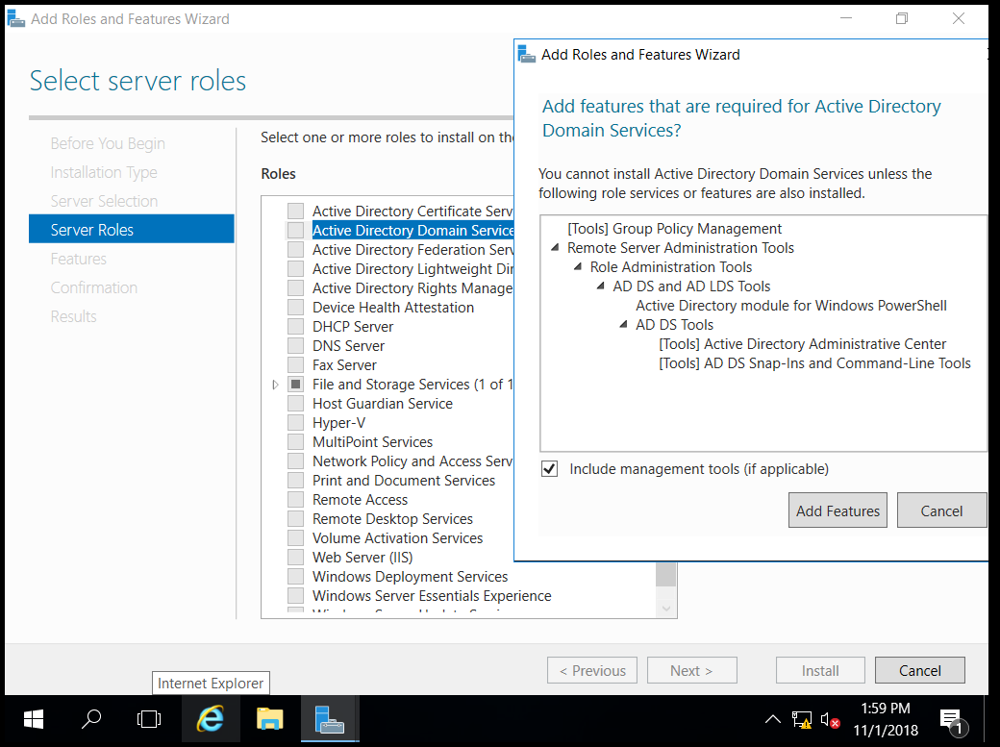 Add Roles and Features Wizard
Select server roles
Before You Begin
Installation Type
Server Selection
Server Roles
Features
Confirmation
Results
Select one or more roles to install on the
Roles
Active Directory Certificate Serv
Active Directory Domain Service
Active Directory Federation Serv
Active Directory Lightweight Dir
Active Directory Rights Manage
Device Health Attestation
DHCP Server
DNS Server
Fax Server
File and Storage Services (1 of 1
Host Guardian Service
Hyper-V
MultiPoint Services
Network Policy and Access Serv
Print and Document Services
Remote Access
Remote Desktop Services
Volume Activation Services
Web Server (IIS)
Windows Deployment Services
Windows Server Essentials Experience
Add Roles and Features Wizard
Add features that are required for Active Directory
Domain Services?
You cannot install Active Directory Domain Services unless the
following role services or features are also installed.
[Tools] Group Policy Management
Remote Server Administration Tools
Role Administration Tools
AD DS and AD LDS Tools
Active Directory module for Windows PowerShell
AD DS Tools
[Tools] Active Directory Administrative Center
[Tools] AD DS Snap-Ins and Command-Line Tools
Include management tools (if applicable)
Add Features Cancel
< Previous Next > Install Cancel
Internet Explorer
1:59 PM
11/1/2018
1